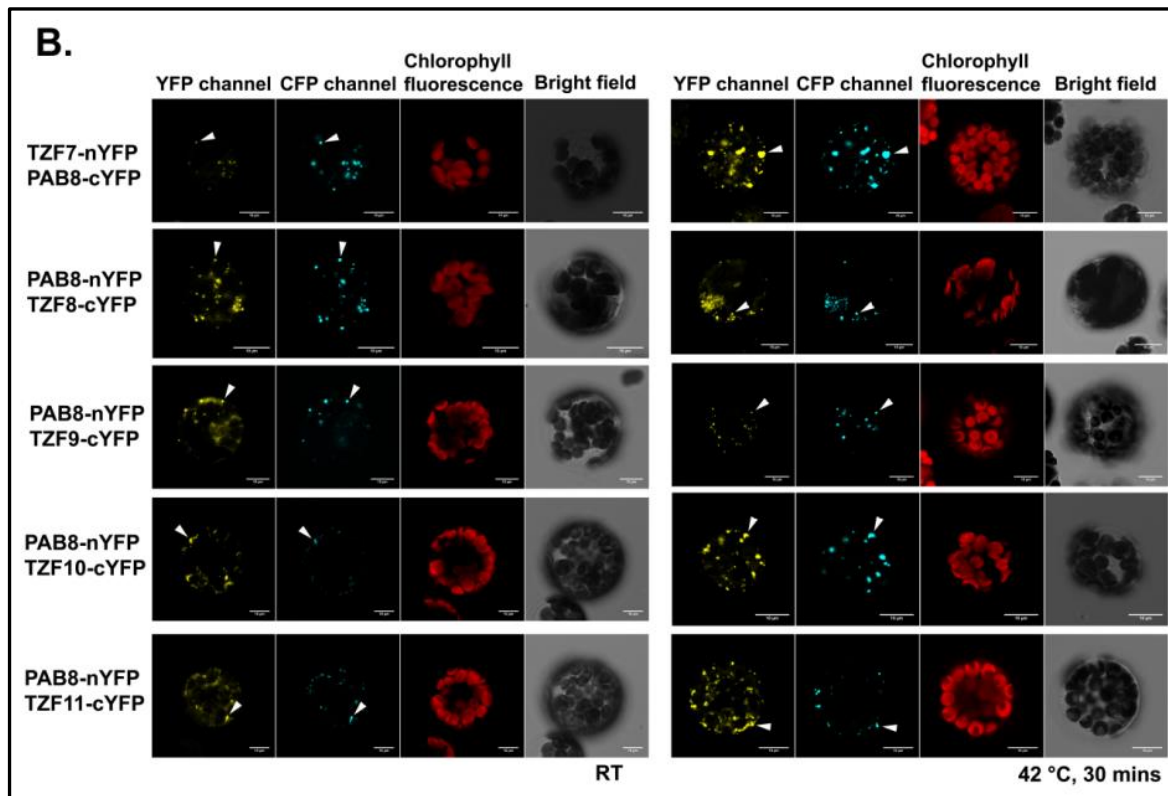 B.
YFP channel CFP channel Chlorophyll fluorescence Bright field YFP channel CFP channel Chlorophyll fluorescence Bright field
TZF7-nYFP
PAB8-cYFP
PAB8-nYFP
TZF8-cYFP
PAB8-nYFP
TZF9-cYFP
PAB8-nYFP
TZF10-cYFP
PAB8-nYFP
TZF11-cYFP
RT
42 °C, 30 mins